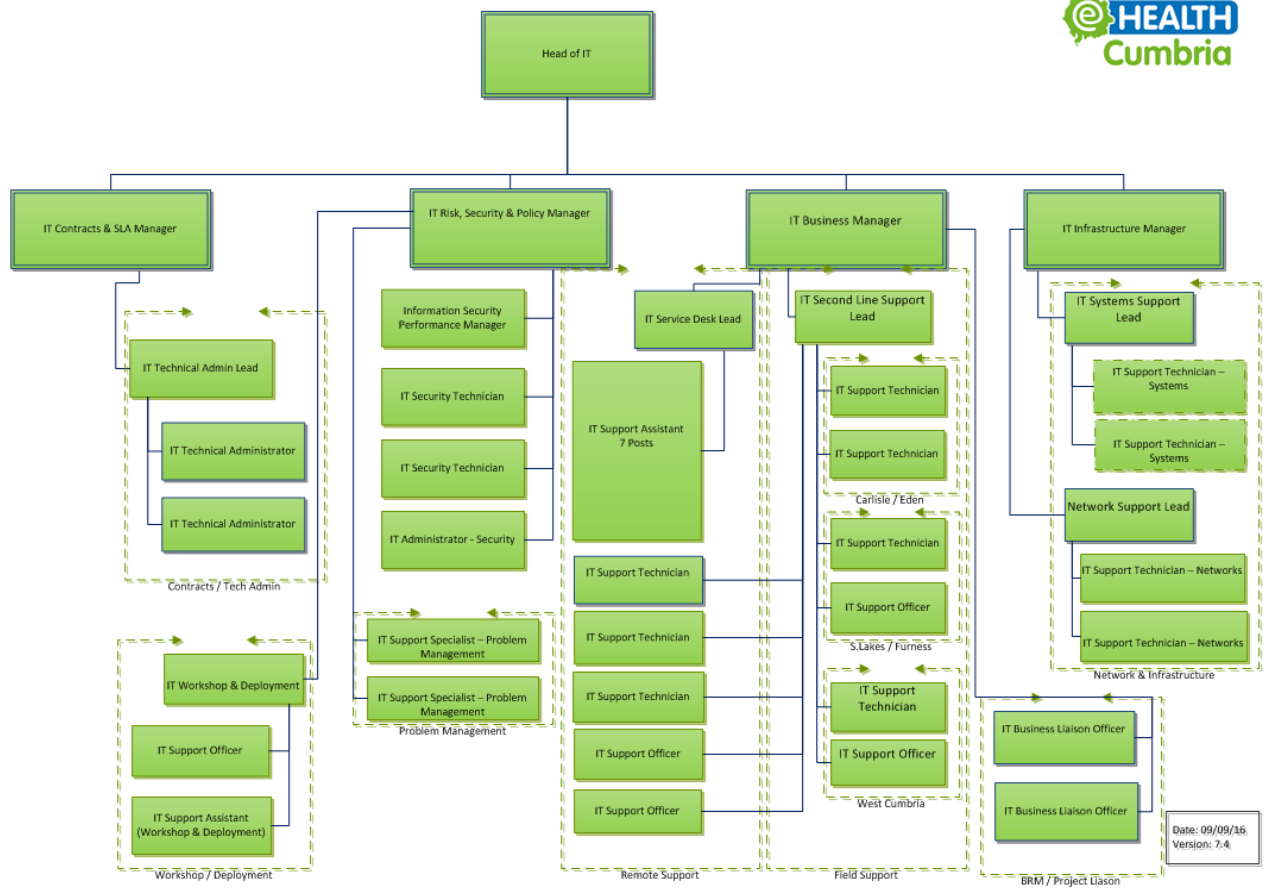 e HEALTH
Cumbria
Head of IT
IT Contracts & SLA Manager
IT Risk, Security & Policy Manager
IT Business Manager
IT Infrastructure Manager
IT Technical Admin Lead
IT Technical Administrator
IT Technical Administrator
Contracts / Tech Admin
IT Workshop & Deployment
IT Support Officer
IT Support Assistant
(Workshop & Deployment)
Workshop / Deployment
Information Security
Performance Manager
IT Security Technician
IT Security Technician
IT Administrator - Security
IT Support Specialist – Problem
Management
IT Support Specialist – Problem
Management
Problem Management
IT Service Desk Lead
IT Support Assistant
7 Posts
IT Support Technician
IT Support Technician
IT Support Technician
IT Support Officer
IT Support Officer
Remote Support
IT Second Line Support
Lead
IT Support Technician
IT Support Technician
Carlisle / Eden
IT Support Technician
IT Support Officer
S.Lakes / Furness
IT Support
Technician
IT Support Officer
West Cumbria
Field Support
IT Systems Support
Lead
IT Support Technician –
Systems
IT Support Technician –
Systems
Network Support Lead
IT Support Technician – Networks
IT Support Technician – Networks
Network & Infrastructure
IT Business Liaison Officer
IT Business Liaison Officer
BRM / Project Liason
Date: 09/09/16
Version: 7.4